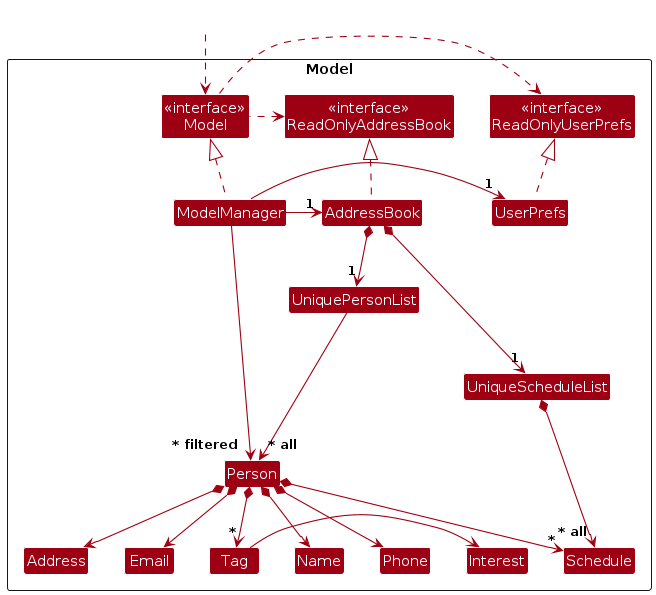 Model
«interface»
Model
«interface»
ReadOnlyAddressBook
«interface»
ReadOnlyUserPrefs
1
1
ModelManager
AddressBook
UserPrefs
1
UniquePersonList
1
UniqueScheduleList
* filtered
* all
Person
*
*
* all
Address
Email
Tag
Name
Phone
Interest
Schedule